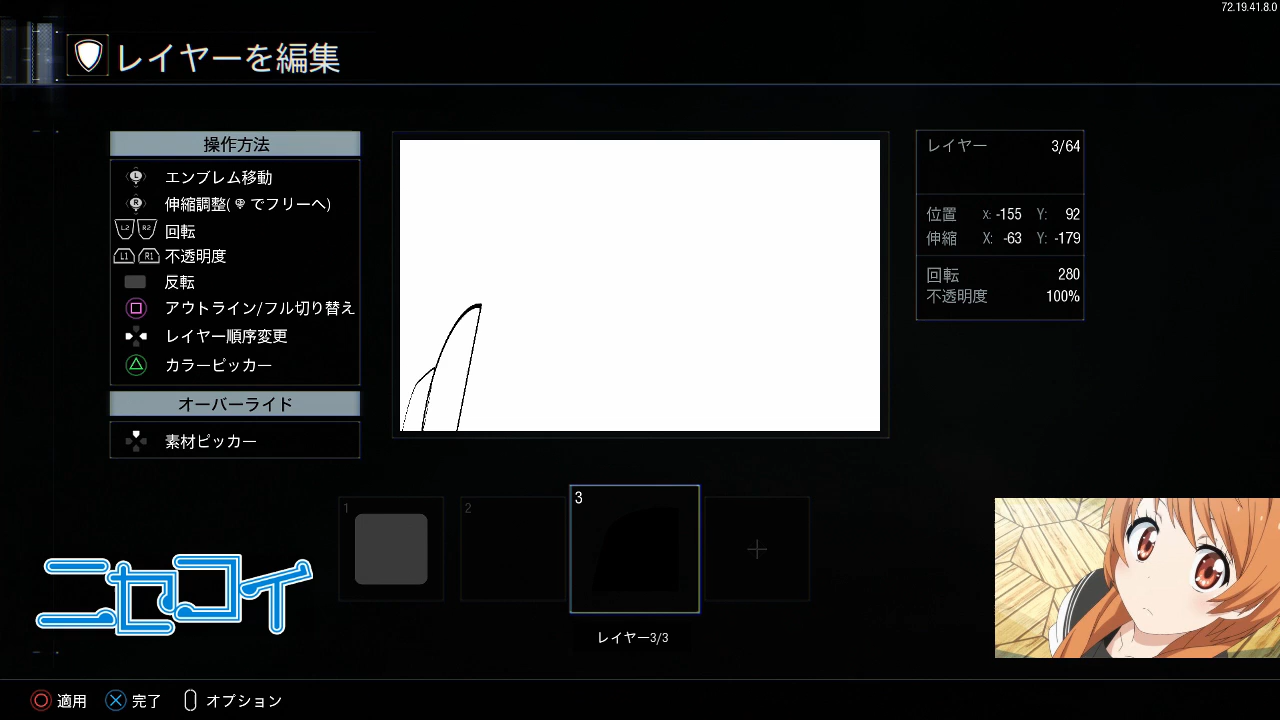 72.19.41.8.0
レイヤーを編集
操作方法
L エンブレム移動
R 伸縮調整( R でフリーへ)
L2 R2 回転
L1 R1 不透明度
反転
アウトライン/フル切り替え
レイヤー順序変更
カラーピッカー
オーバーライド
素材ピッカー
レイヤー 3/64
位置 X: -155 Y: 92
伸縮 X: -63 Y: -179
回転 280
不透明度 100%
1
2
3
レイヤー3/3
ニセコイ
適用 完了 オプション